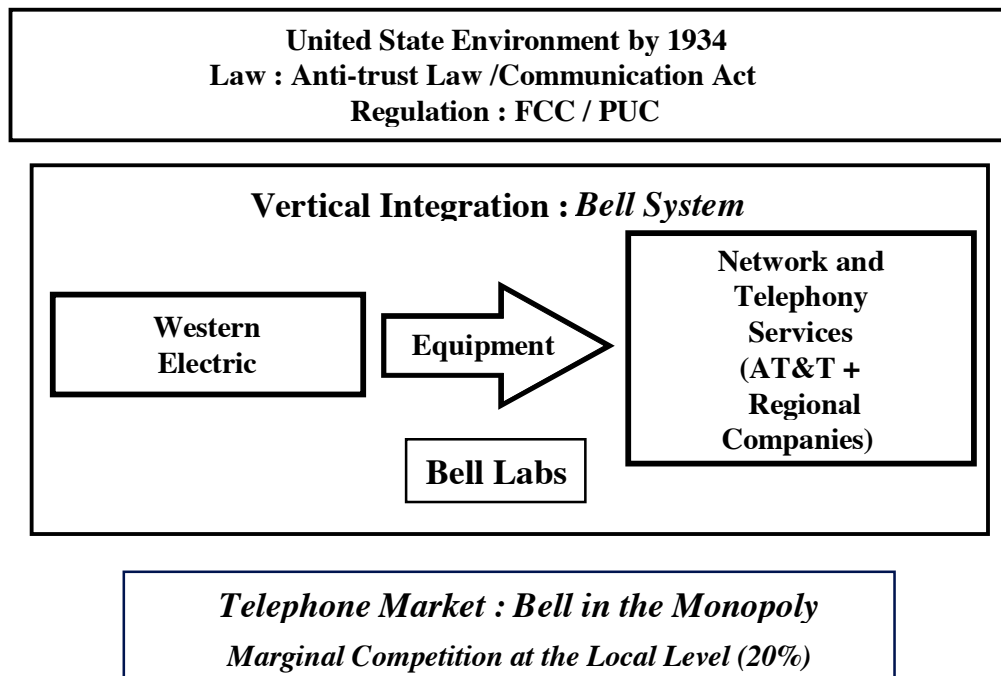 United State Environment by 1934
Law : Anti-trust Law /Communication Act
Regulation : FCC / PUC
Vertical Integration : Bell System
Western
Electric
Equipment
Network and
Telephony
Services
(AT&T +
Regional
Companies)
Bell Labs
Telephone Market : Bell in the Monopoly
Marginal Competition at the Local Level (20%)